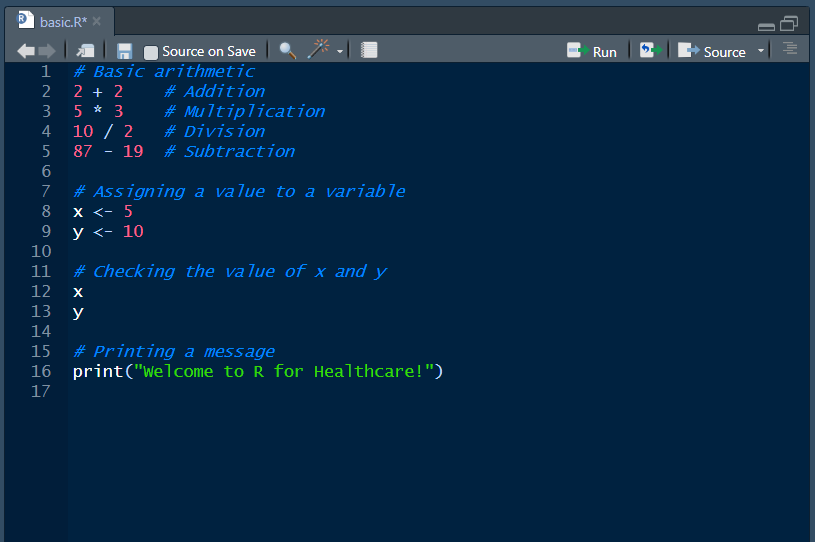 basic.R*
Source on Save Run Source
1 # Basic arithmetic
2 2 + 2 # Addition
3 5 * 3 # Multiplication
4 10 / 2 # Division
5 87 - 19 # Subtraction
6
7 # Assigning a value to a variable
8 x <- 5
9 y <- 10
10
11 # Checking the value of x and y
12 x
13 y
14
15 # Printing a message
16 print("Welcome to R for Healthcare!")
17